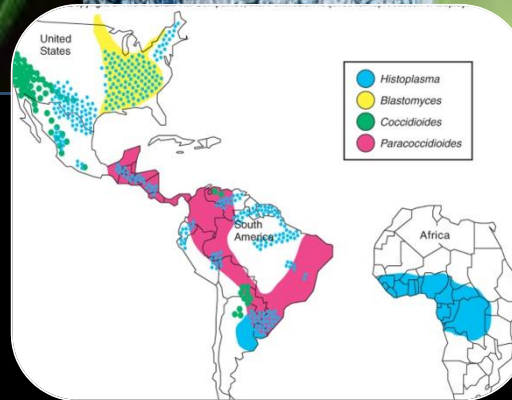 United
States
Histoplasma
Blastomyces
Coccidioides
Paracoccidioides
South
America
Africa